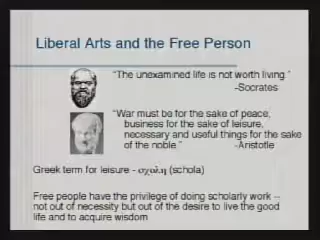 Liberal Arts and the Free Person
"The unexamined life is not worth living."
-Socrates
"War must be for the sake of peace,
business for the sake of leisure,
necessary and useful things for the sake
of the noble." -Aristotle
Greek term for leisure - σχολη (schola)
Free people have the privilege of doing scholarly work --
not out of necessity but out of the desire to live the good
life and to acquire wisdom